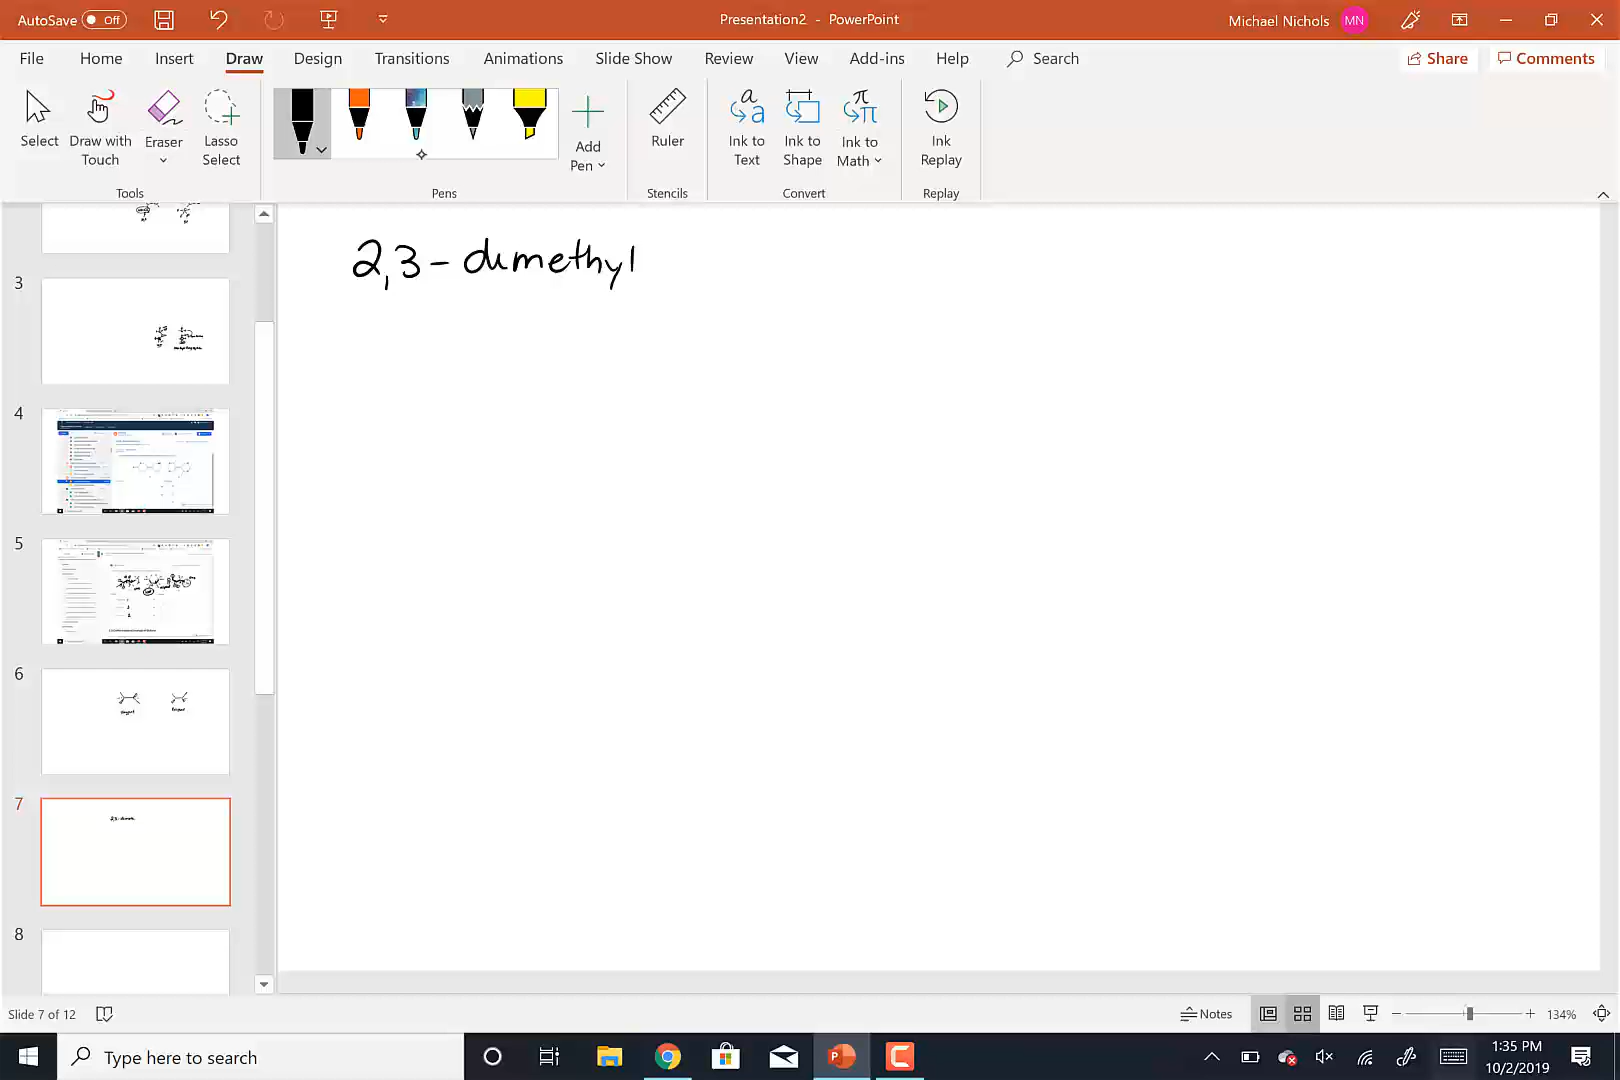 AutoSave Off
Presentation2 - PowerPoint
Michael Nichols MN
File Home Insert Draw Design Transitions Animations Slide Show Review View Add-ins Help Search
Share Comments
Select
Draw with Touch
Eraser
Lasso Select
Add Pen
Ruler
Ink to Text
Ink to Shape
Ink to Math
Ink Replay
Tools Pens Stencils Convert Replay
2,3- dimethyl
3
4
5
6
7
8
Slide 7 of 12
Notes
134%
Type here to search
1:35 PM
10/2/2019